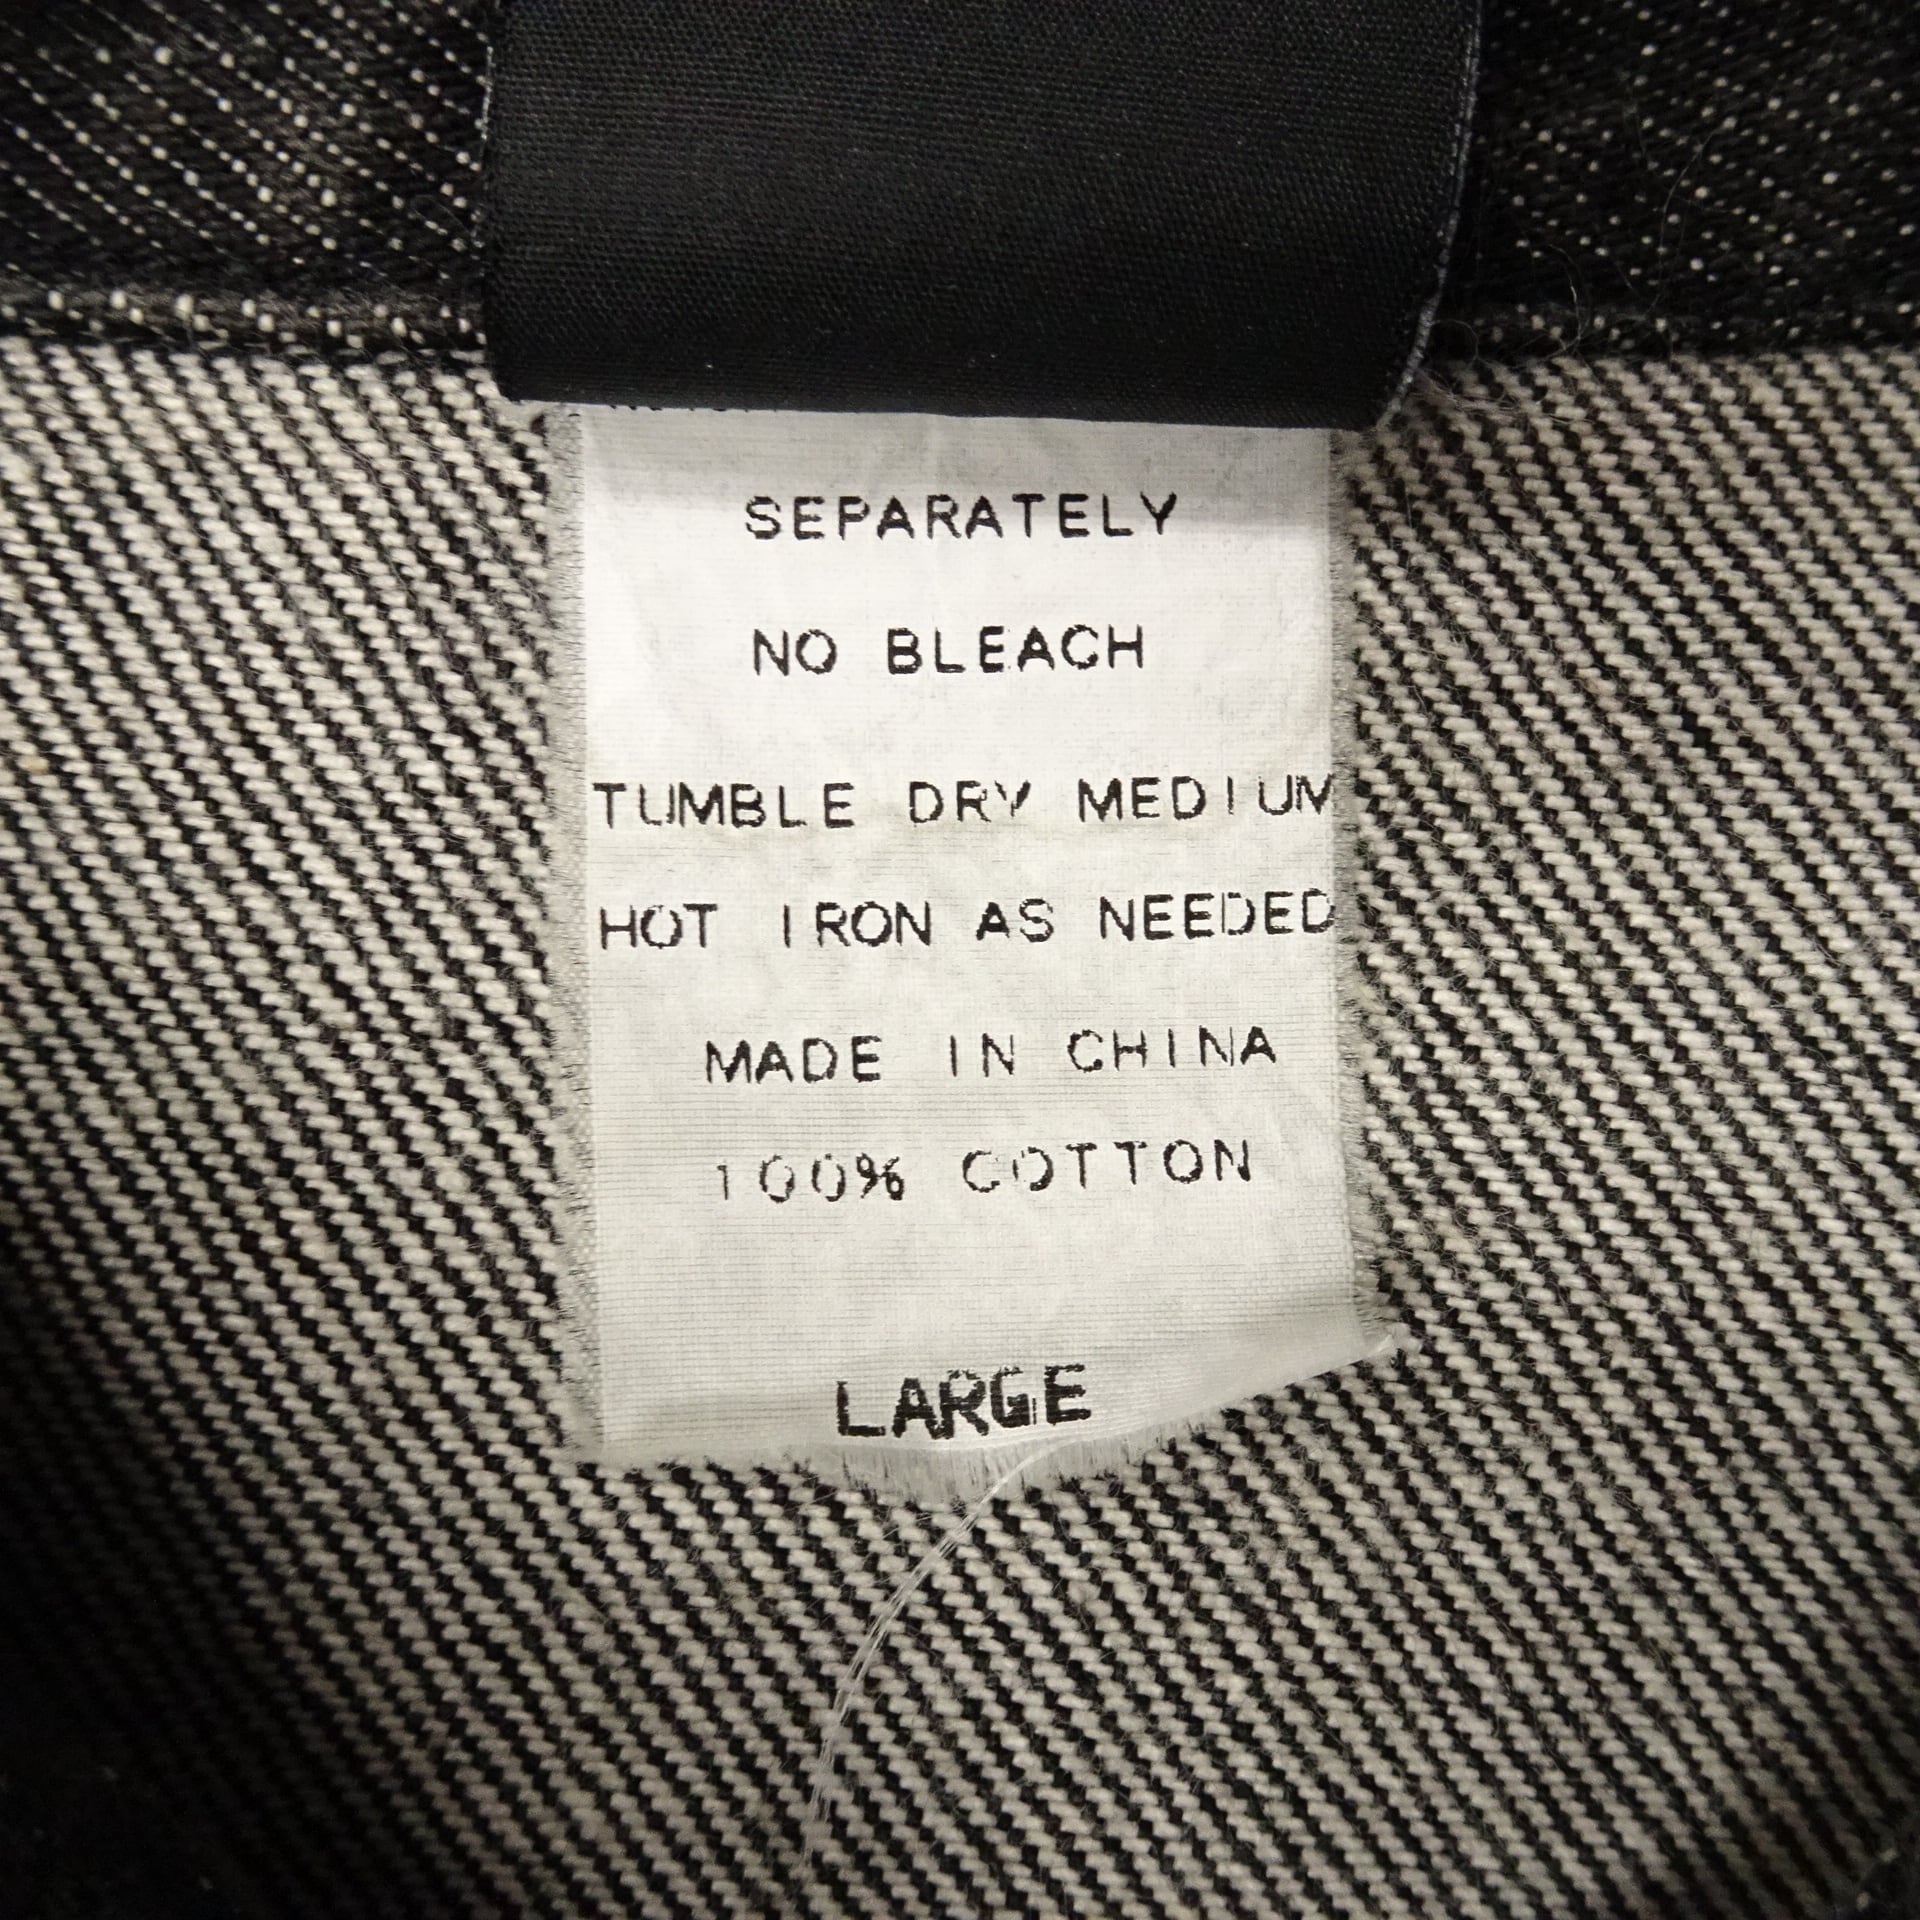 SEPARATELY
NO BLEACH
TUMBLE DRY MEDIUM
HOT IRON AS NEEDED
MADE IN CHINA
100% COTTON
LARGE